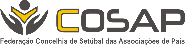 COSAP
Federação Concelhia de Setúbal das Associações de Pais